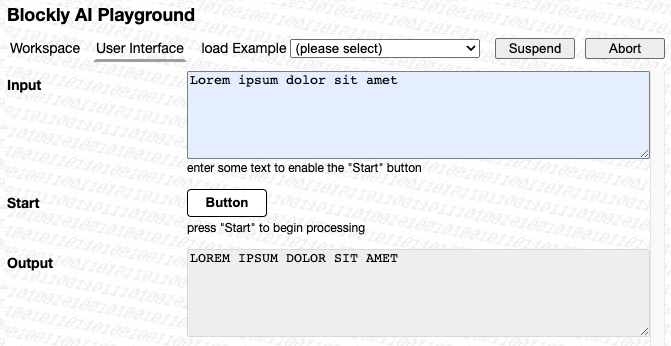 Blockly AI Playground
Workspace User Interface load Example (please select) Suspend Abort
Input
Lorem ipsum dolor sit amet
enter some text to enable the "Start" button
Start
Button
press "Start" to begin processing
Output
LOREM IPSUM DOLOR SIT AMET